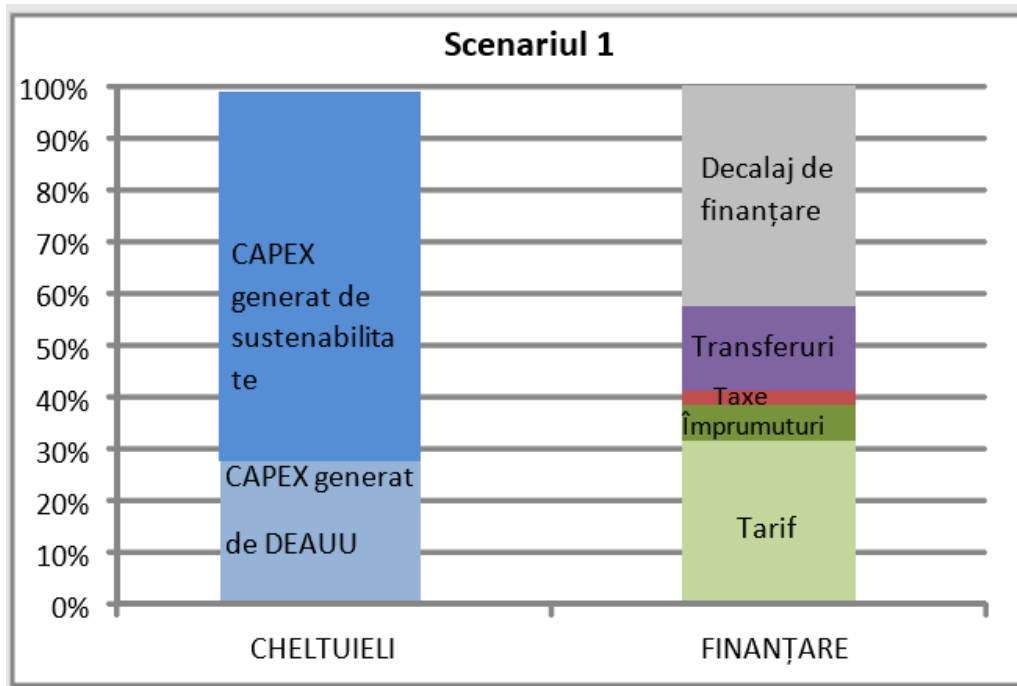 Scenariul 1
100%
90%
80%
70%
60%
50%
40%
30%
20%
10%
0%
CAPEX
generat de
sustenabilita
te
CAPEX generat
de DEAUU
Decalaj de
finanțare
Transferuri
Taxe
Împrumuturi
Tarif
CHELTUIELI
FINANȚARE